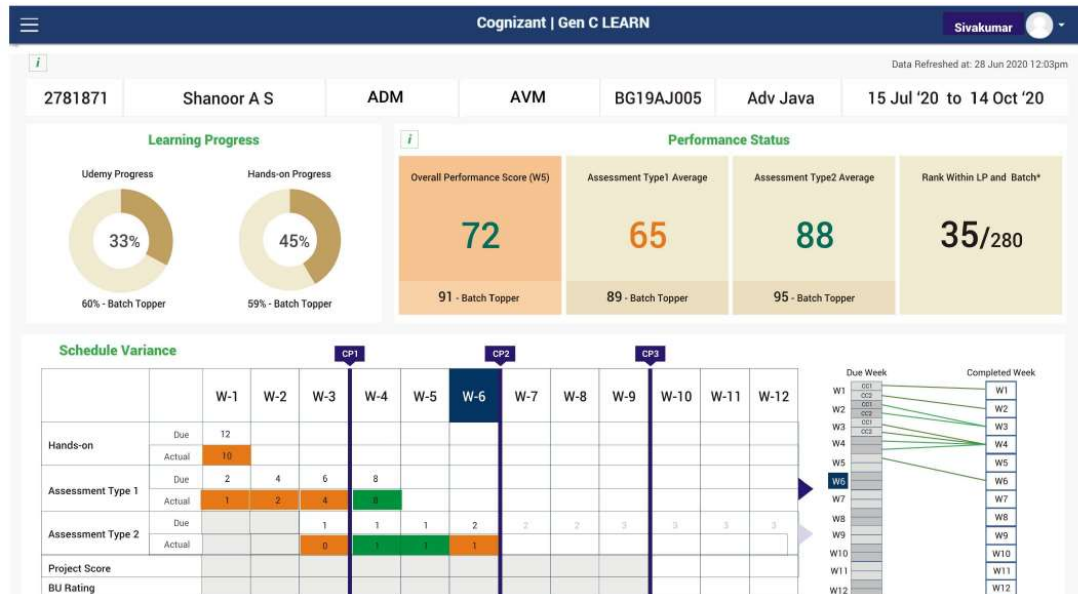 Cognizant | Gen C LEARN
Sivakumar
i
Data Refreshed at: 28 Jun 2020 12:03pm
2781871 Shanoor A S ADM AVM BG19AJ005 Adv Java 15 Jul ‘20 to 14 Oct ‘20
Learning Progress
Udemy Progress Hands-on Progress
33% 45%
60% - Batch Topper 59% - Batch Topper
i
Performance Status
Overall Performance Score (W5) Assessment Type1 Average Assessment Type2 Average Rank Within LP and Batch*
72 65 88 35/280
91 - Batch Topper 89 - Batch Topper 95 - Batch Topper
Schedule Variance
CP1 CP2 CP3
W-1 W-2 W-3 W-4 W-5 W-6 W-7 W-8 W-9 W-10 W-11 W-12
Hands-on
Due 12
Actual 10
Assessment Type 1
Due 2 4 6 8
Actual 1 2 4 8
Assessment Type 2
Due 1 1 1 2 2 2 3 3 3 3
Actual 0 1 1 1
Project Score
BU Rating
Due Week Completed Week
W1 CC1 W1
CC2
W2 CC1 W2
CC2
W3 CC1 W3
CC2
W4 W4
W5 W5
W6 W6
W7 W7
W8 W8
W9 W9
W10 W10
W11 W11
W12 W12